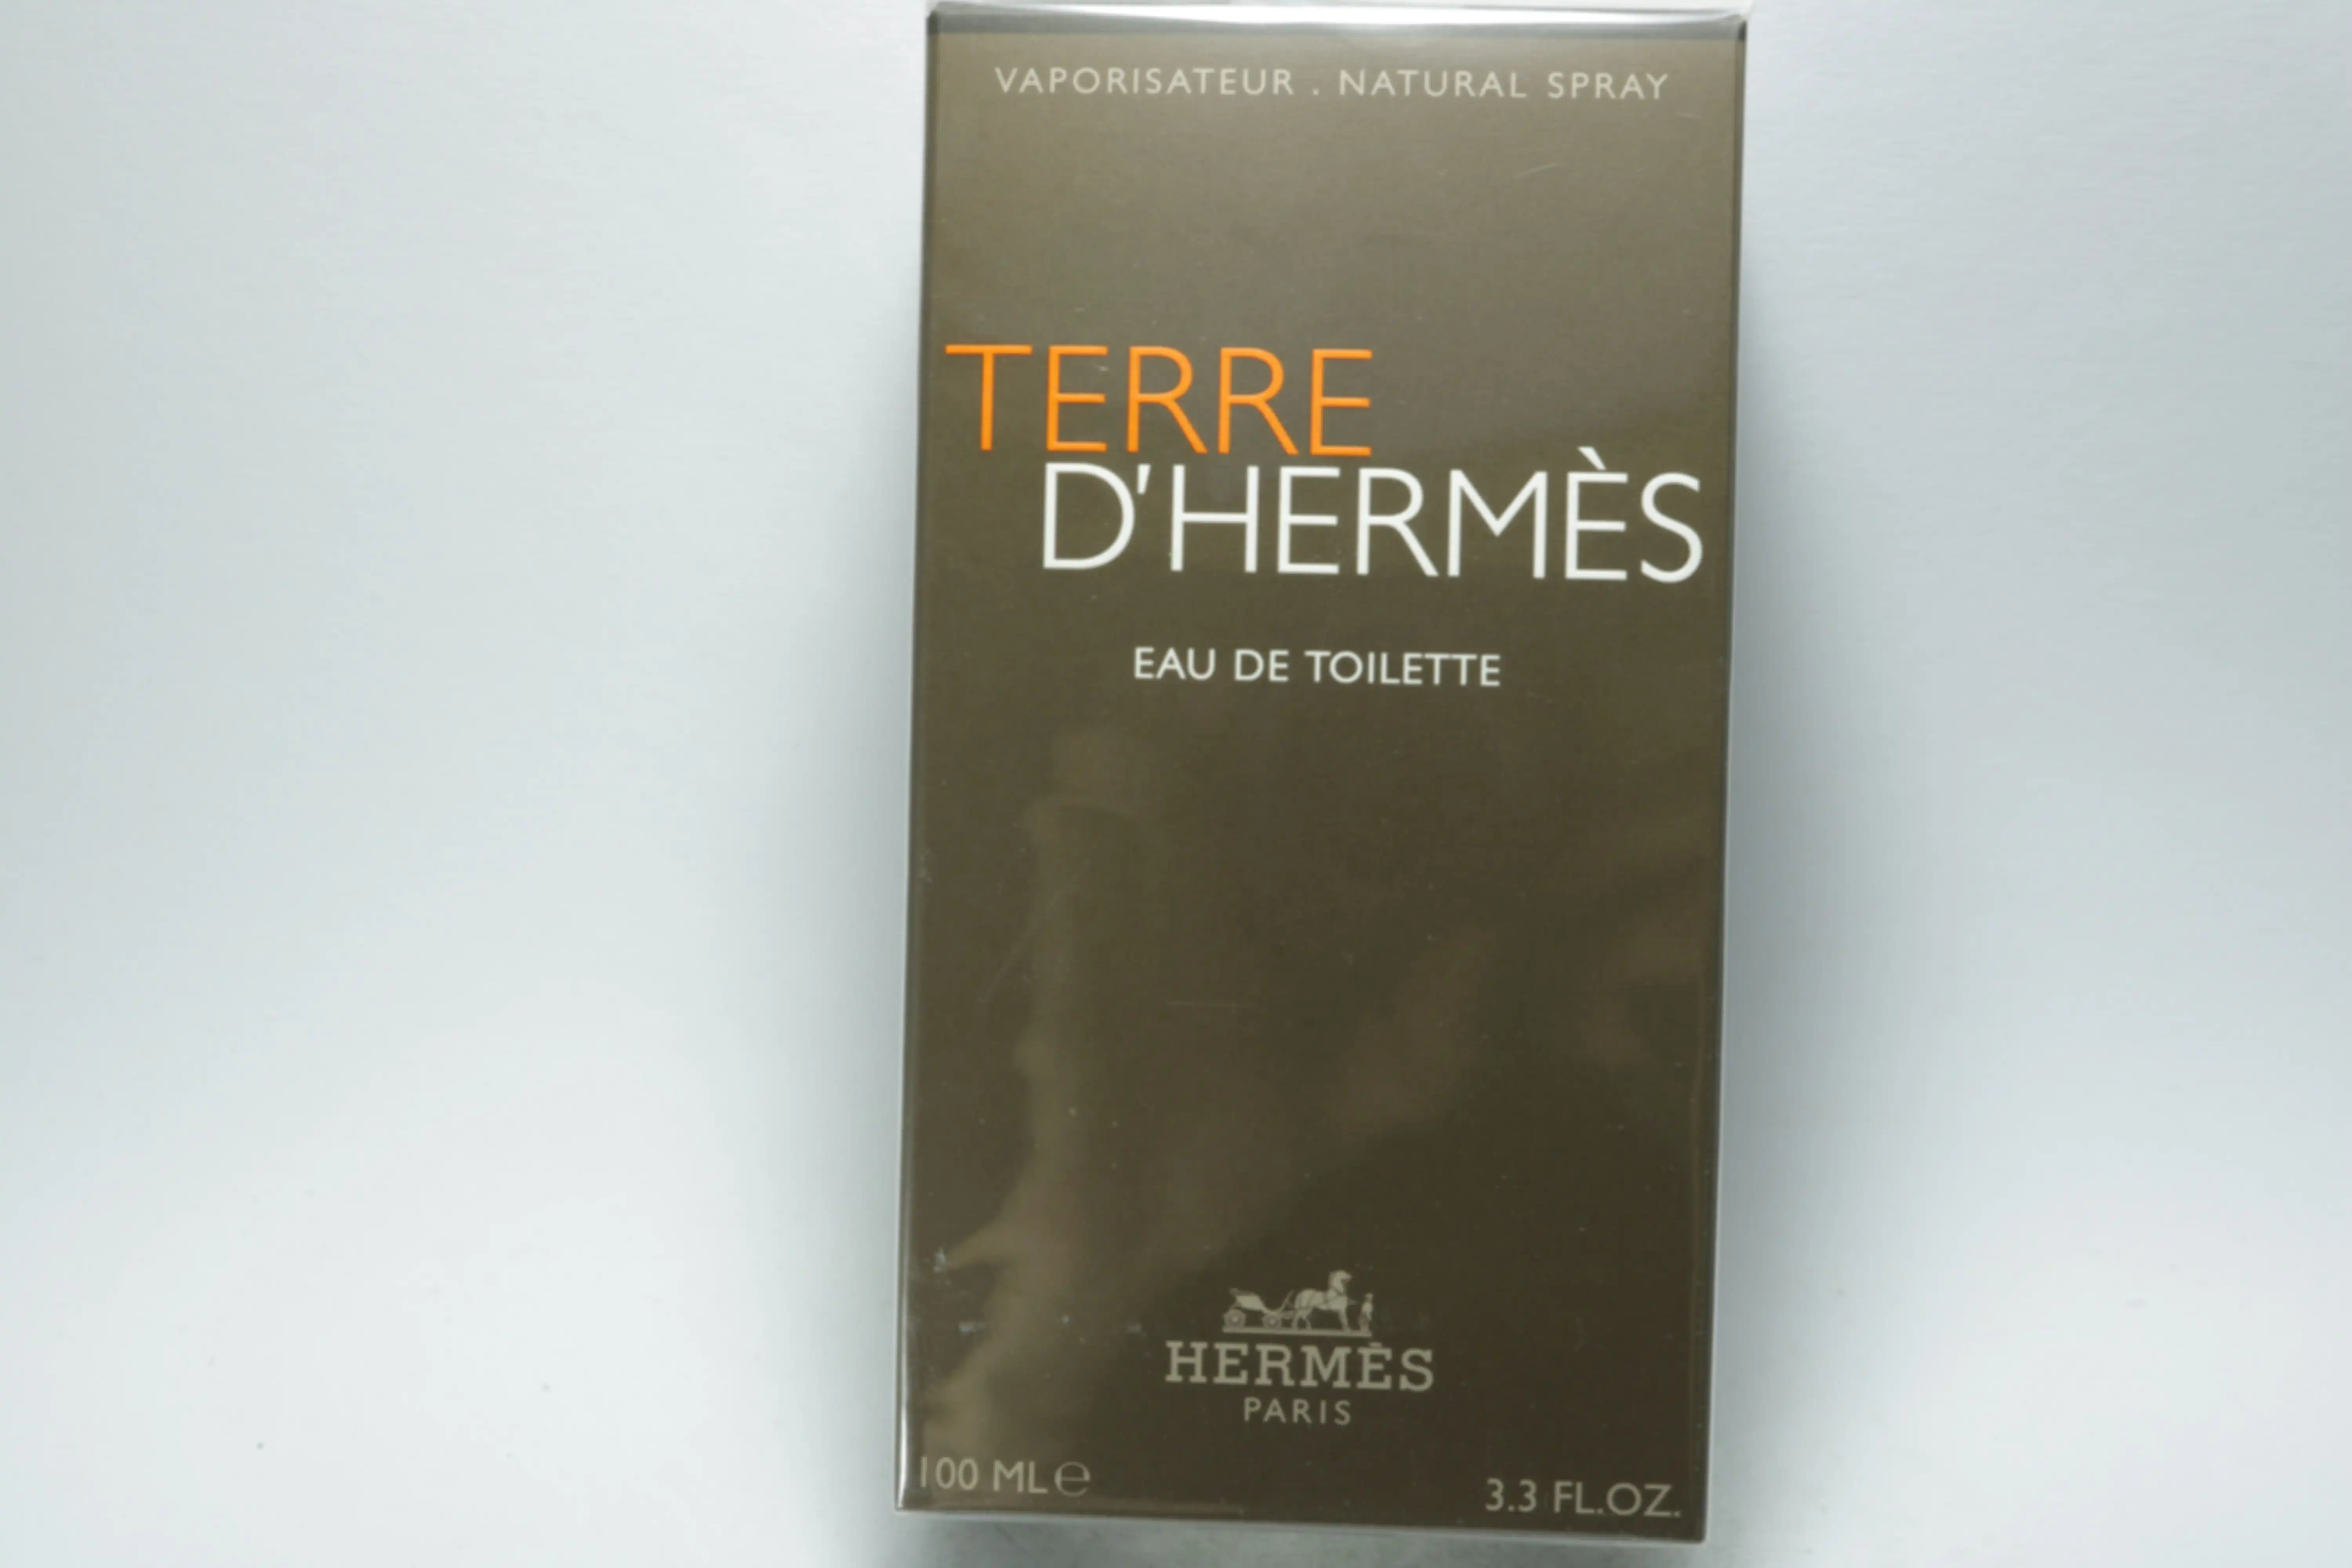 VAPORISATEUR . NATURAL SPRAY
TERRE
D'HERMÈS
EAU DE TOILETTE
HERMÈS
PARIS
100 ML ℮
3.3 FL.OZ.